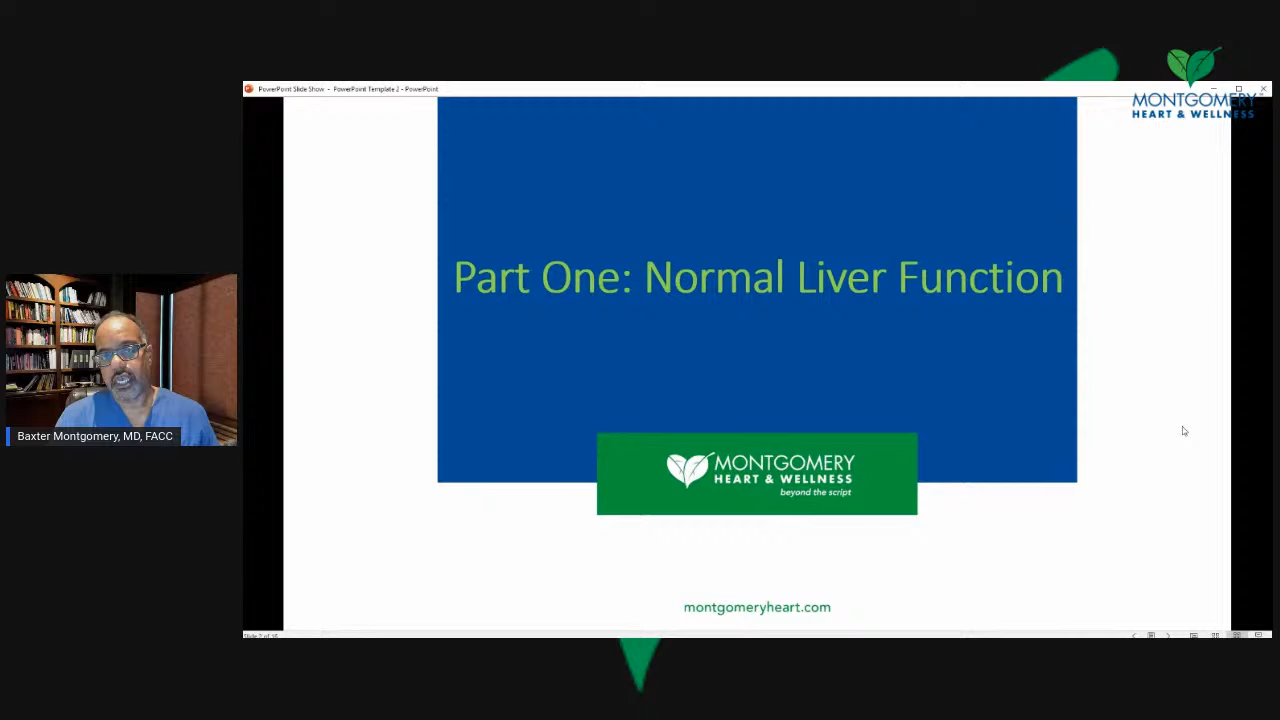 PowerPoint Slide Show - PowerPoint Template 2 - PowerPoint
MONTGOMERY
HEART & WELLNESS
Part One: Normal Liver Function
Baxter Montgomery, MD, FACC
MONTGOMERY
HEART & WELLNESS
beyond the script
montgomeryheart.com